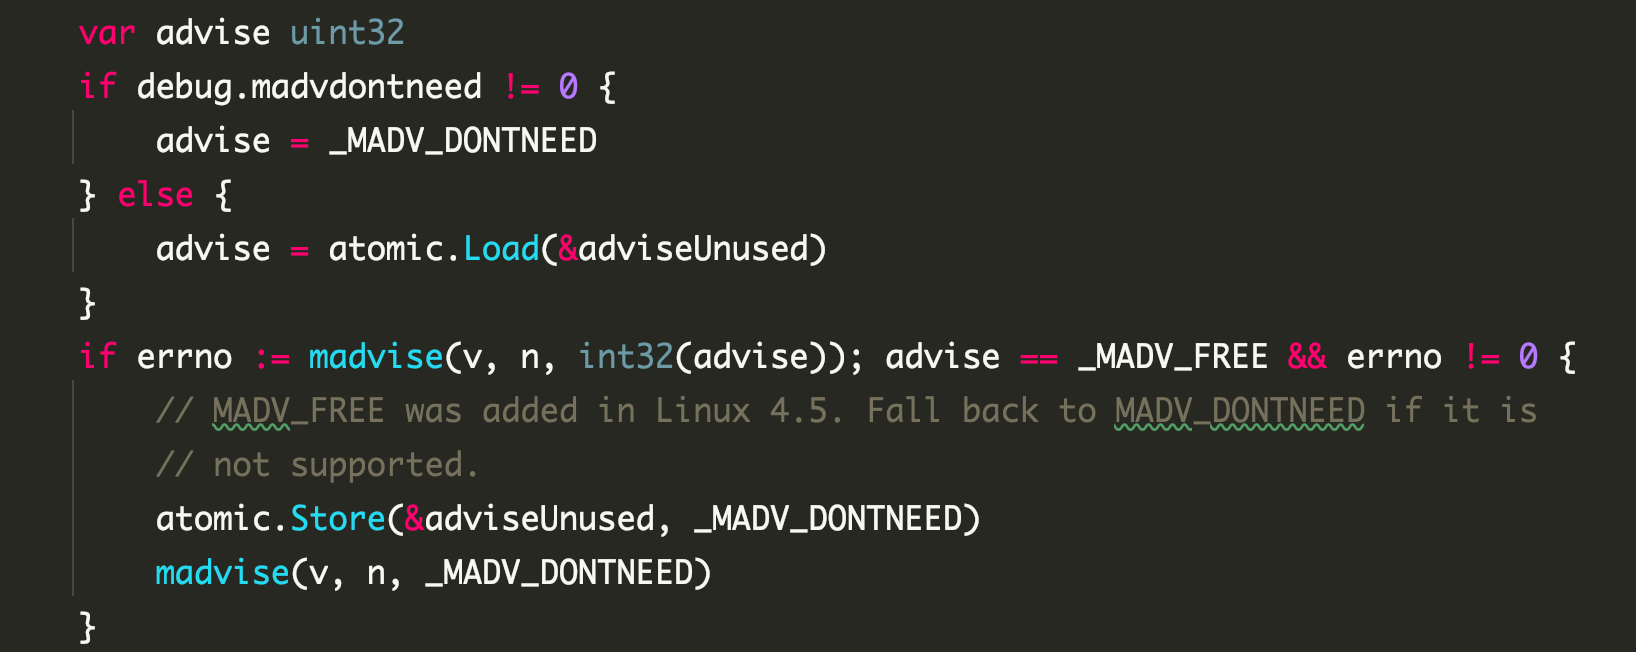 var advise uint32
if debug.madvdontneed != 0 {
    advise = _MADV_DONTNEED
} else {
    advise = atomic.Load(&adviseUnused)
}
if errno := madvise(v, n, int32(advise)); advise == _MADV_FREE && errno != 0 {
    // MADV_FREE was added in Linux 4.5. Fall back to MADV_DONTNEED if it is
    // not supported.
    atomic.Store(&adviseUnused, _MADV_DONTNEED)
    madvise(v, n, _MADV_DONTNEED)
}